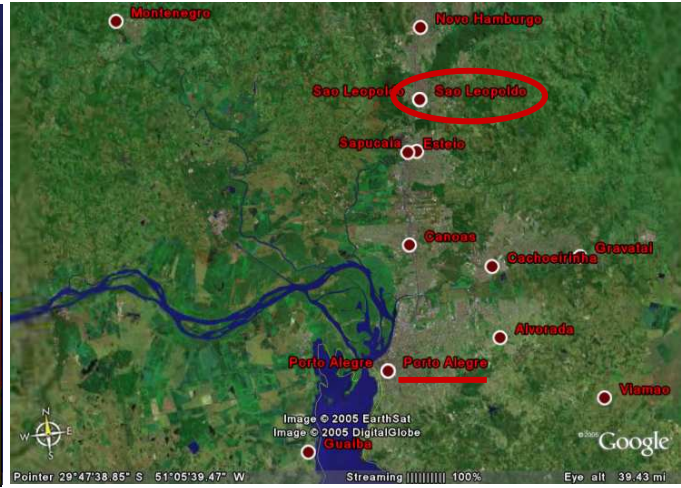 Montenegro
Novo Hamburgo
Sao Leopoldo
Sao Leopoldo
Sapucaia
Esteio
Canoas
Gravatai
Cachoeirinha
Alvorada
Porto Alegre
Porto Alegre
Viamao
N
W
E
S
Image © 2005 EarthSat
Image © 2005 DigitalGlobe
©2005 Google
Guaiba
Pointer 29°47'38.85" S 51°05'39.47" W
Streaming |||||||||| 100%
Eye alt 39.43 mi